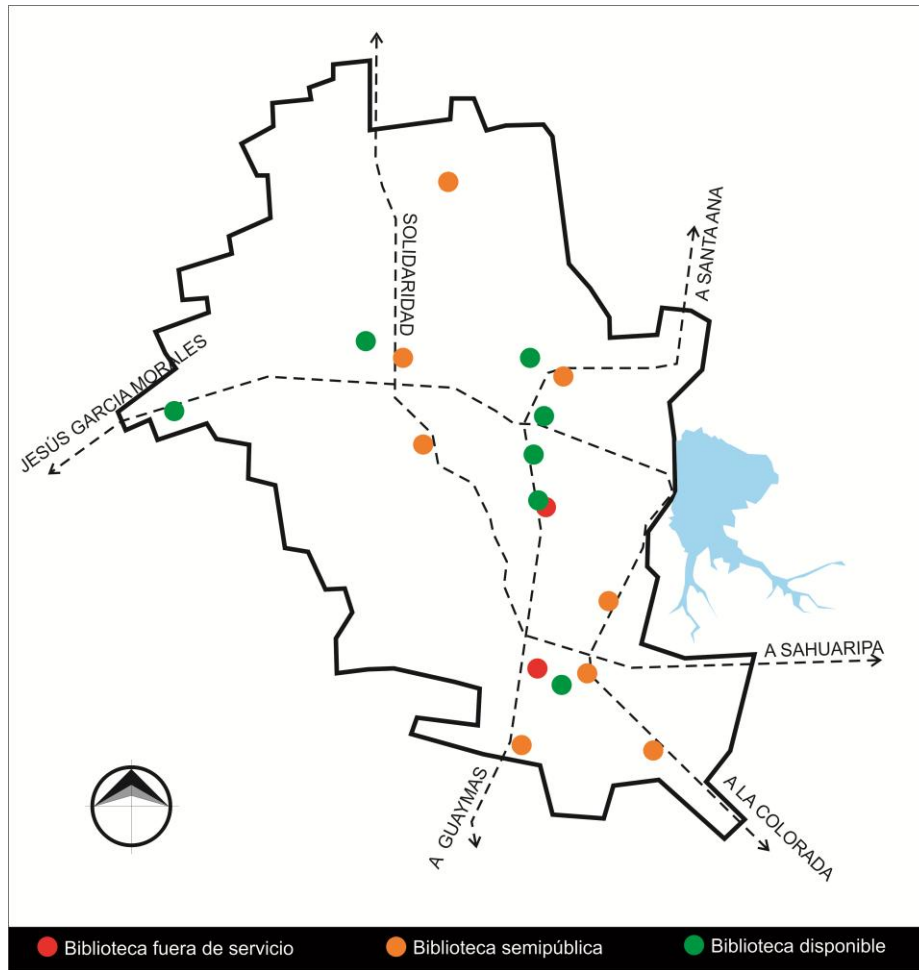 SOLIDARIDAD
A SANTA ANA
JESÚS GARCIA MORALES
A SAHUARIPA
A GUAYMAS
A LA COLORADA
Biblioteca fuera de servicio
Biblioteca semipública
Biblioteca disponible